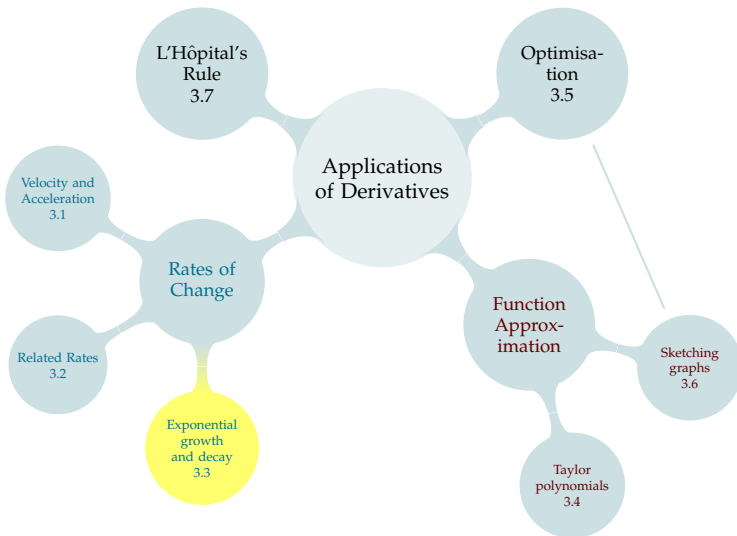 L'Hôpital's
Rule
3.7
Optimisa-
tion
3.5
Applications
of Derivatives
Velocity and
Acceleration
3.1
Rates of
Change
Function
Approx-
imation
Related Rates
3.2
Sketching
graphs
3.6
Exponential
growth
and decay
3.3
Taylor
polynomials
3.4